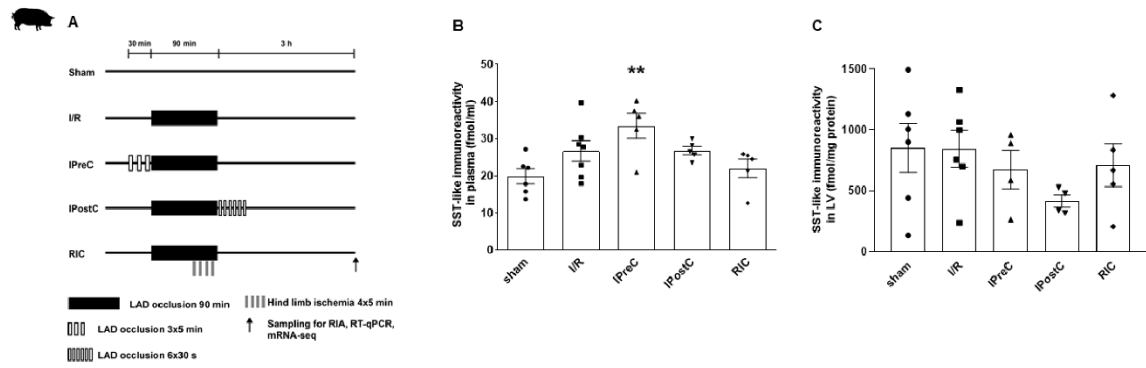 A
30 min
90 min
3 h
Sham
I/R
IPreC
IPostC
RIC
LAD occlusion 90 min
Hind limb ischemia 4x5 min
LAD occlusion 3x5 min
Sampling for RIA, RT-qPCR,
mRNA-seq
LAD occlusion 6x30 s
B
SST-like immunoreactivity
in plasma (fmol/ml)
50
40
30
20
10
0
**
sham
I/R
IPreC
IPostC
RIC
C
SST-like immunoreactivity
in LV (fmol/mg protein)
1500
1000
500
0
sham
I/R
IPreC
IPostC
RIC